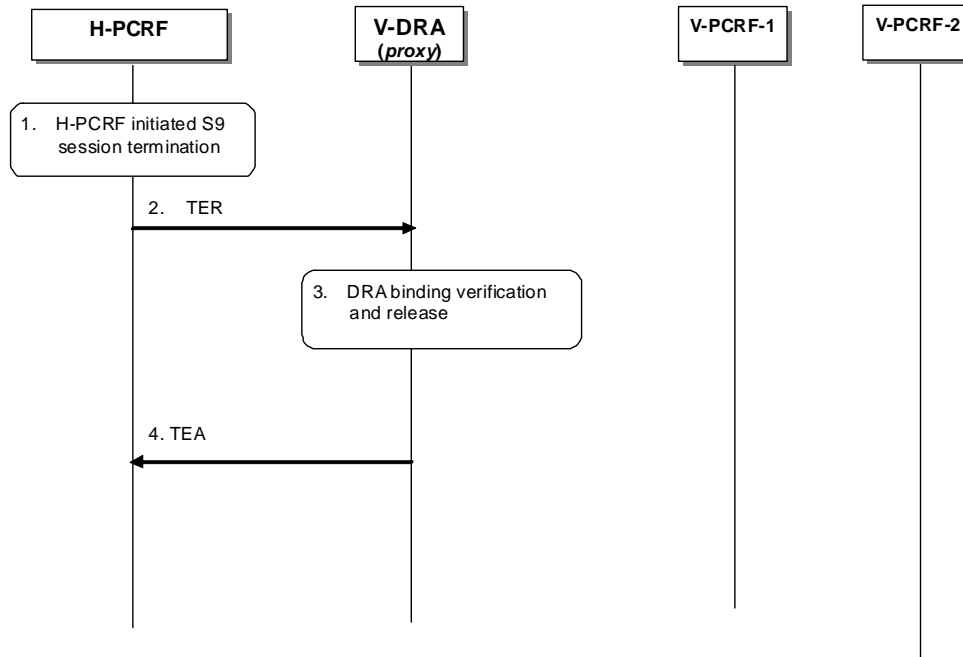 H-PCRF
V-DRA
(proxy)
V-PCRF-1
V-PCRF-2
1. H-PCRF initiated S9
session termination
2. TER
3. DRA binding verification
and release
4. TEA